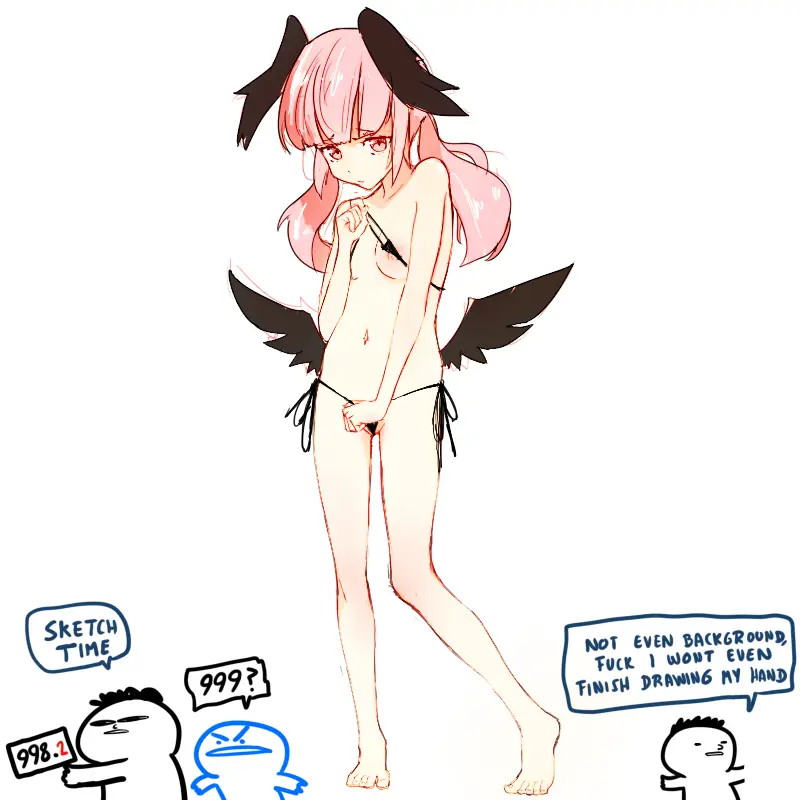 SKETCH
TIME
999?
998.2
NOT EVEN BACKGROUND,
FUCK I WONT EVEN
FINISH DRAWING MY HAND